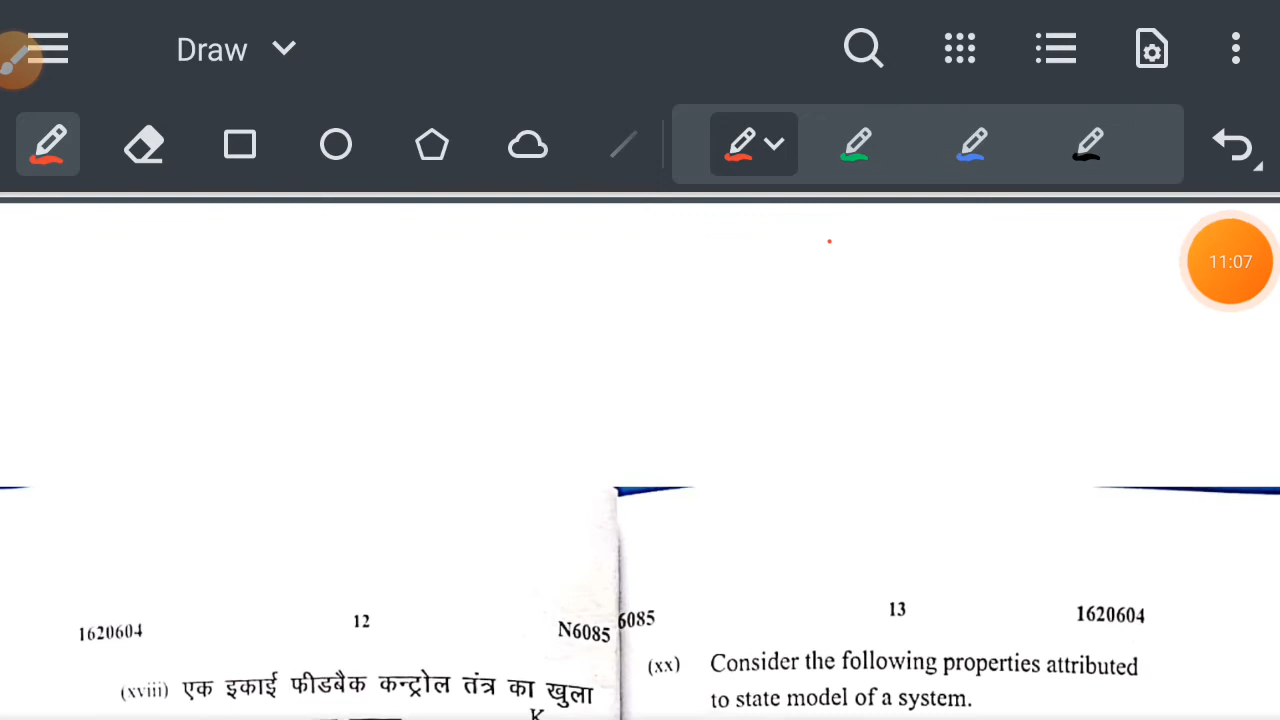 Draw
11:07
1620604
12
N6085
(xviii) एक इकाई फीडबैक कन्ट्रोल तंत्र का खुला
K
6085
13
1620604
(xx) Consider the following properties attributed
to state model of a system.